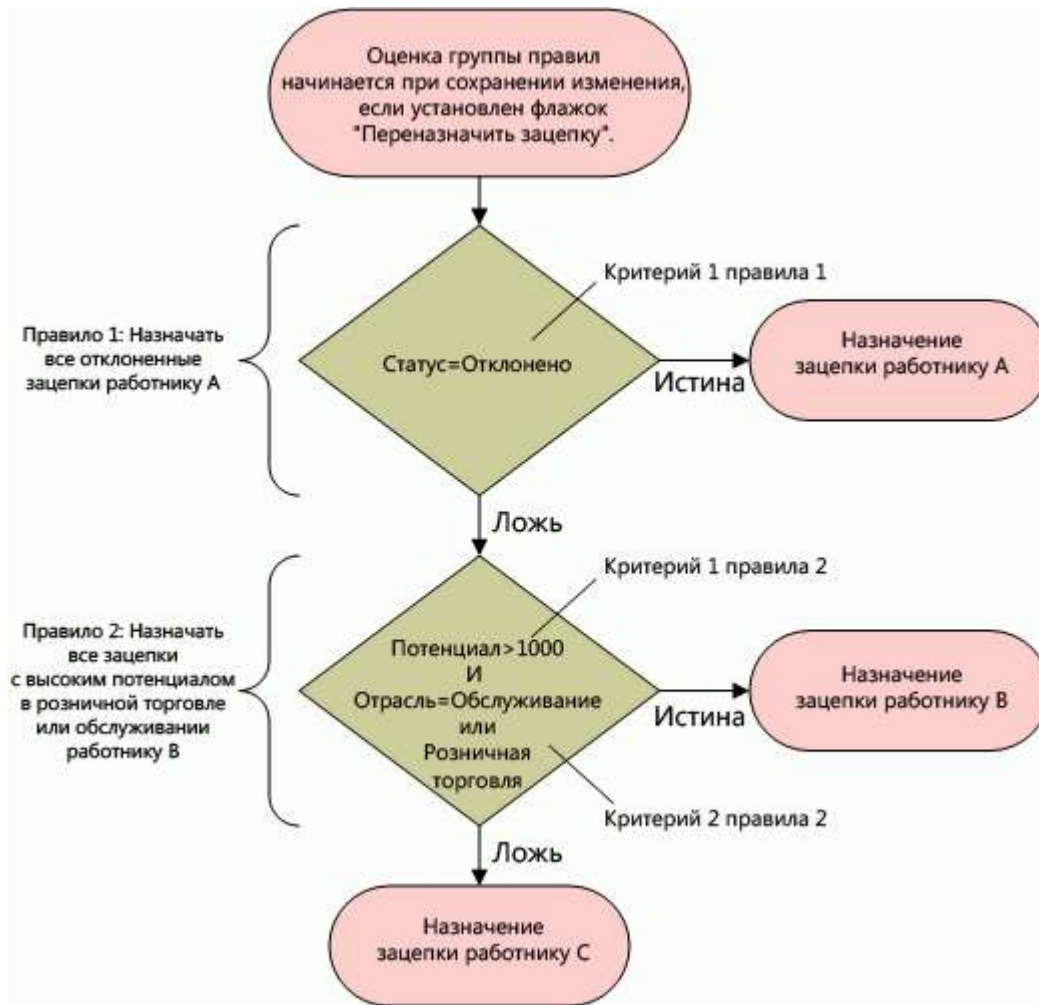 Оценка группы правил
начинается при сохранении изменения,
если установлен флажок
"Переназначить зацепку".
Критерий 1 правила 1
Правило 1: Назначать
все отклоненные
зацепки работнику A
Статус=Отклонено
Истина
Назначение
зацепки работнику A
Ложь
Критерий 1 правила 2
Правило 2: Назначать
все зацепки
с высоким потенциалом
в розничной торговле
или обслуживании
работнику B
Потенциал>1000
И
Отрасль=Обслуживание
или
Розничная
торговля
Истина
Назначение
зацепки работнику B
Критерий 2 правила 2
Ложь
Назначение
зацепки работнику C